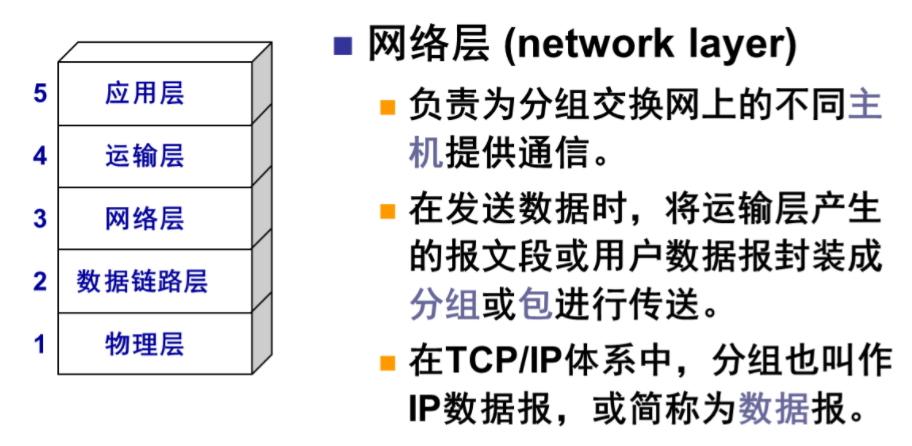 5 应用层
4 运输层
3 网络层
2 数据链路层
1 物理层
网络层 (network layer)
负责为分组交换网上的不同主
机提供通信。
在发送数据时，将运输层产生
的报文段或用户数据报封装成
分组或包进行传送。
在TCP/IP体系中，分组也叫作
IP数据报，或简称为数据报。